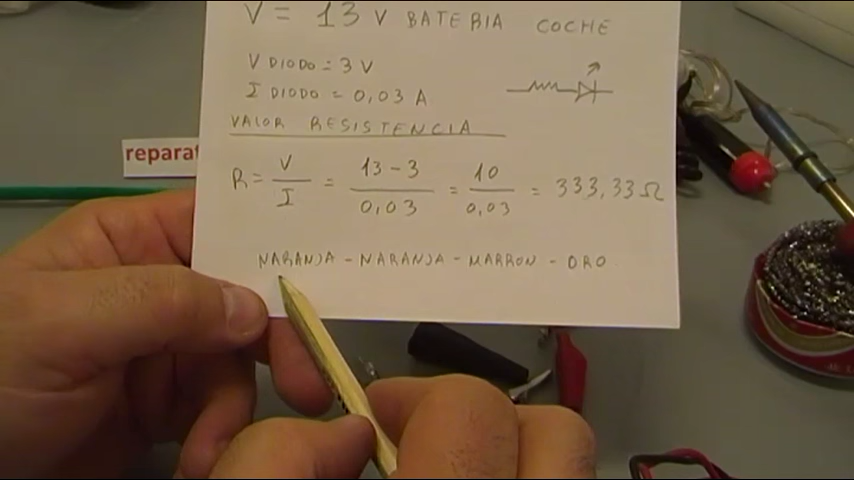 V = 13 V BATERIA COCHE
V DIODO = 3 V
I DIODO = 0,03 A
VALOR RESISTENCIA
reparat
R = V / I = 13-3 / 0,03 = 10 / 0,03 = 333,33 Ω
NARANJA - NARANJA - MARRON - ORO